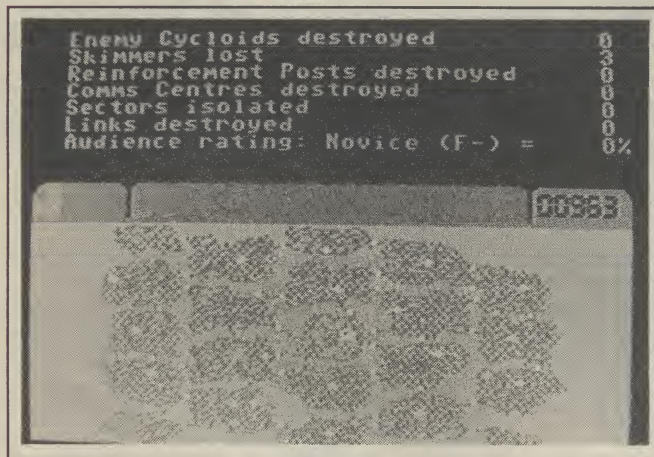 Enemy Cycloids destroyed 0
Skimmers lost 3
Reinforcement Posts destroyed 0
Comms Centres destroyed 0
Sectors isolated 0
Links destroyed 0
Audience rating: Novice (F-) = 0%
00963